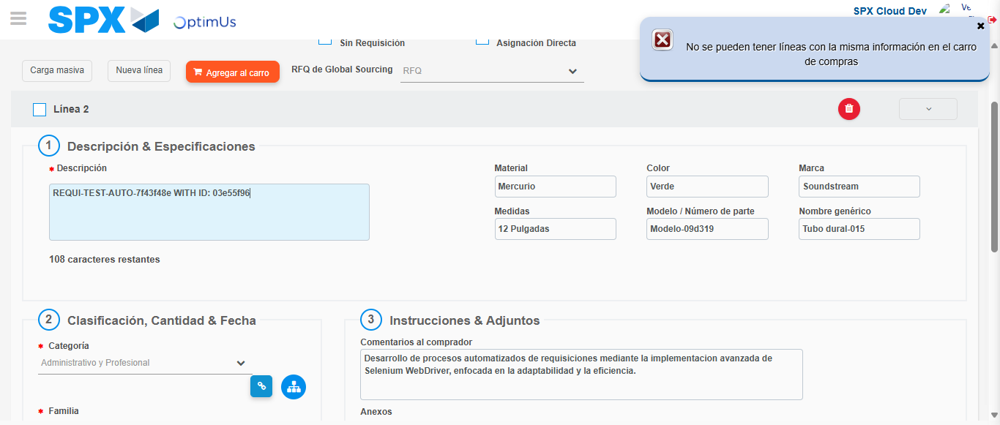 SPX
OptimUs
SPX Cloud Dev
No se pueden tener líneas con la misma información en el carro
de compras
Sin Requisición
Asignación Directa
Carga masiva
Nueva línea
Agregar al carro
RFQ de Global Sourcing
RFQ
Línea 2
1
Descripción & Especificaciones
* Descripción
REQUI-TEST-AUTO-7f43f48e WITH ID: 03e55f96
108 caracteres restantes
Material
Mercurio
Color
Verde
Marca
Soundstream
Medidas
12 Pulgadas
Modelo / Número de parte
Modelo-09d319
Nombre genérico
Tubo dural-015
2
Clasificación, Cantidad & Fecha
* Categoría
Administrativo y Profesional
* Familia
3
Instrucciones & Adjuntos
Comentarios al comprador
Desarrollo de procesos automatizados de requisiciones mediante la implementacion avanzada de
Selenium WebDriver, enfocada en la adaptabilidad y la eficiencia.
Anexos